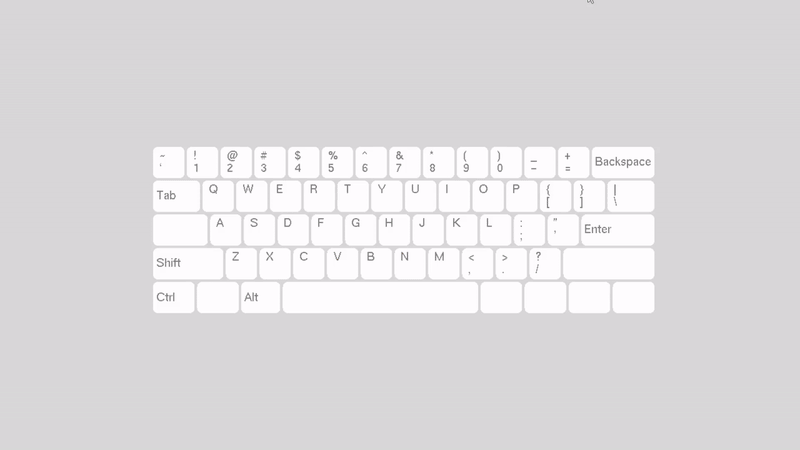 ~ ! @ # $ % ^ & * ( ) _ +
' 1 2 3 4 5 6 7 8 9 0 – = Backspace
Tab Q W E R T Y U I O P { } |
[ ] \
A S D F G H J K L : " Enter
; '
Shift Z X C V B N M < > ?
, . /
Ctrl Alt